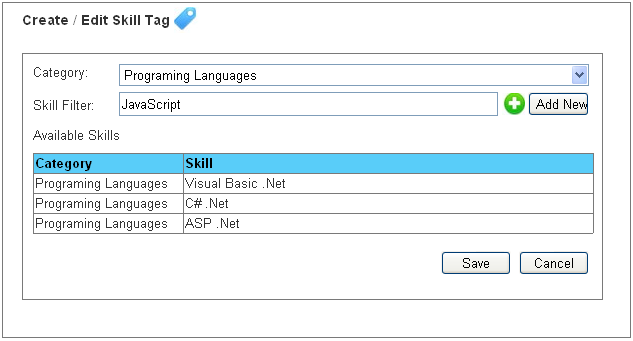 Create / Edit Skill Tag
Category: Programing Languages
Skill Filter: JavaScript Add New
Available Skills
Category Skill
Programing Languages Visual Basic .Net
Programing Languages C# .Net
Programing Languages ASP .Net
Save Cancel